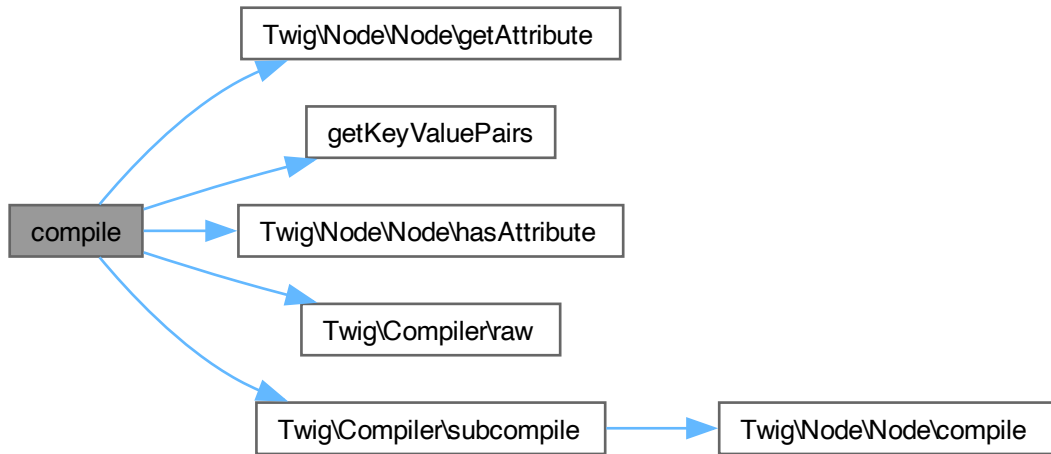 Twig\Node\Node\getAttribute
getKeyValuePairs
compile
Twig\Node\Node\hasAttribute
Twig\Compiler\raw
Twig\Compiler\subcompile
Twig\Node\Node\compile